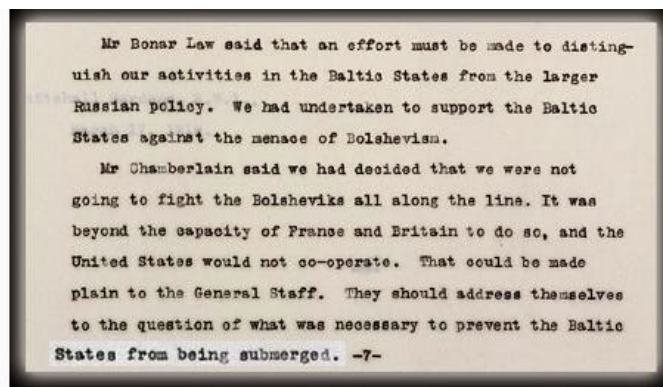 Mr Bonar Law said that an effort must be made to disting-
uish our activities in the Baltic States from the larger
Russian policy. We had undertaken to support the Baltic
States against the menace of Bolshevism.
Mr Chamberlain said we had decided that we were not
going to fight the Bolsheviks all along the line. It was
beyond the capacity of France and Britain to do so, and the
United States would not co-operate. That could be made
plain to the General Staff. They should address themselves
to the question of what was necessary to prevent the Baltic
States from being submerged. -7-